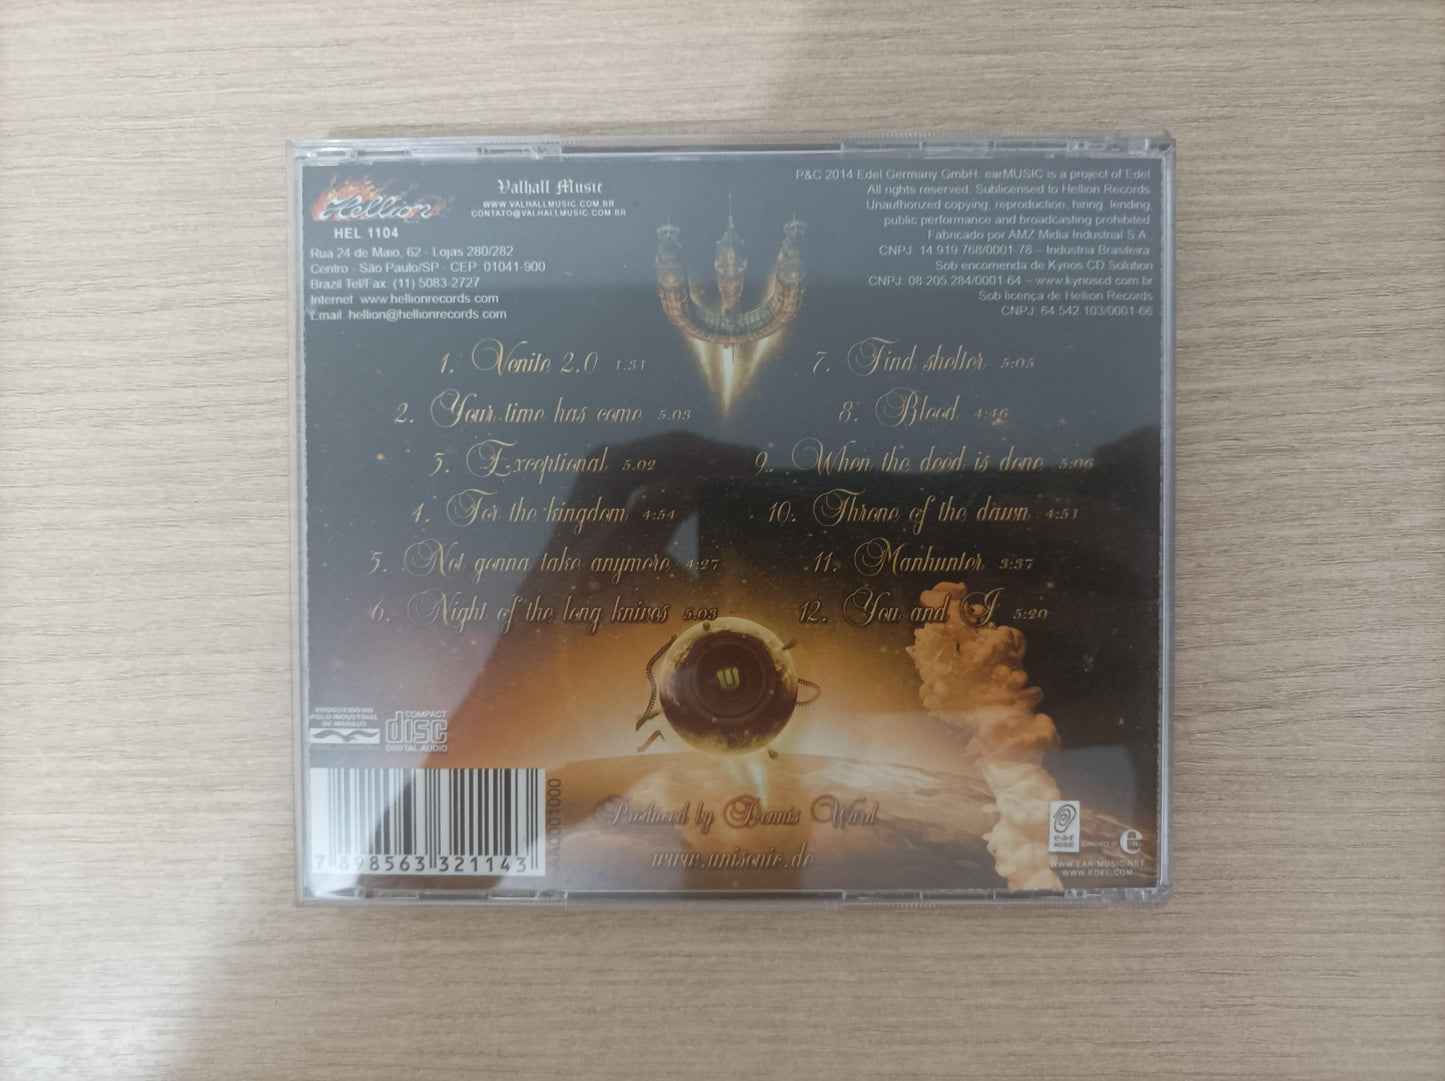 Hellion
HEL 1104
Rua 24 de Maio, 62 - Lojas 280/282
Centro - São Paulo/SP - CEP: 01041-900
Brazil Tel/Fax (11) 5083-2727
Internet www.hellionrecords.com
Email hellion@hellionrecords.com
Valhall Music
WWW.VALHALLMUSIC.COM.BR
CONTATO@VALHALLMUSIC.COM.BR
P&C 2014 Edel Germany GmbH. earMUSIC is a project of Edel
All rights reserved. Sublicensed to Hellion Records
Unauthorized copying, reproduction, hiring, lending,
public performance and broadcasting prohibited
Fabricado por AMZ Mídia Industrial S.A.
CNPJ: 14.919.768/0001-78 – Industria Brasileira
Sob encomenda de Kyrios CD Solution
CNPJ: 08.205.284/0001-64 – www.kyrioscd.com.br
Sob licença de Hellion Records
CNPJ: 64.542.103/0001-66
1. Venite 2.0 1.31
2. Your time has come 5.03
3. Exceptional 5.02
4. For the kingdom 4:54
5. Not gonna take anymore 4:27
6. Night of the long knives 5.03
7. Find shelter 5:05
8. Blood 4:46
9. When the deed is done 5:06
10. Throne of the dawn 4:51
11. Manhunter 3:37
12. You and I 5:20
U
PRODUZIDO NO
PÓLO INDUSTRIAL
DE MANAUS
COMPACT
disc
DIGITAL AUDIO
7 898563 321143
AA0001000
Produced by Dennis Ward
www.unisonic.de
e·a·r
MUSIC
A PROJECT OF
e
WWW.EAR-MUSIC.NET
WWW.EDEL.COM